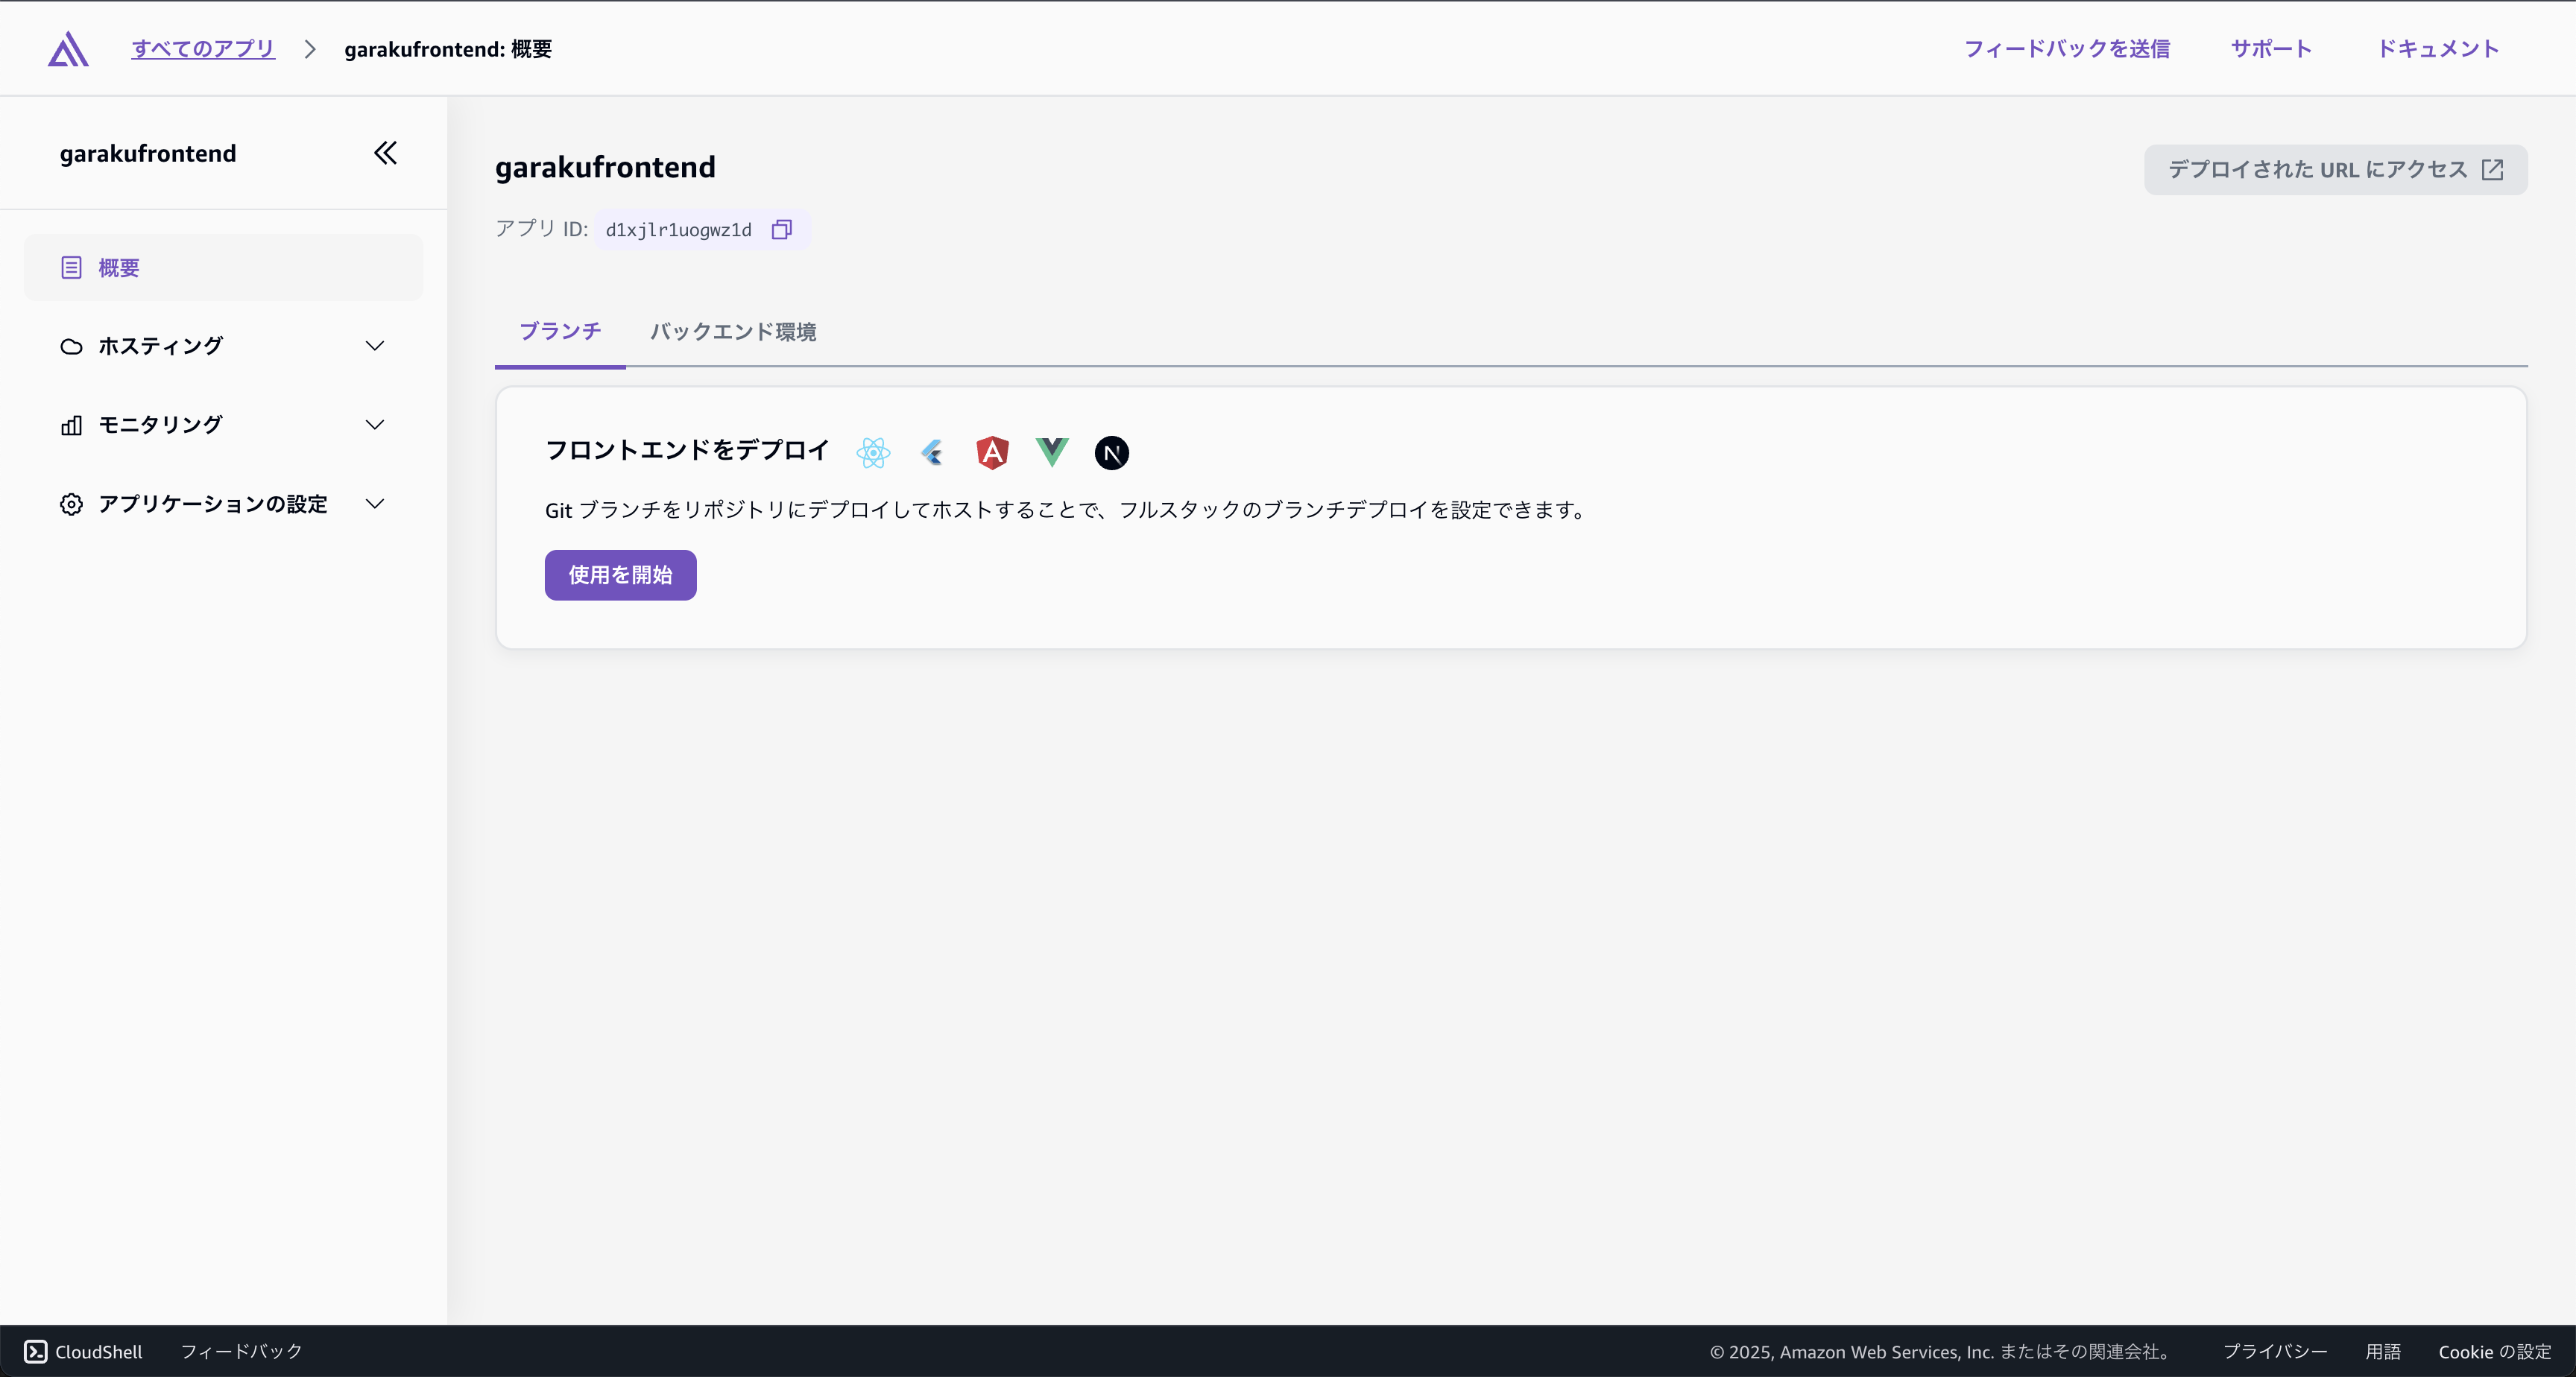 すべてのアプリ
garakufrontend: 概要
フィードバックを送信
サポート
ドキュメント
garakufrontend
概要
ホスティング
モニタリング
アプリケーションの設定
garakufrontend
デプロイされた URL にアクセス
アプリ ID: d1xjlr1uogwz1d
ブランチ
バックエンド環境
フロントエンドをデプロイ
Git ブランチをリポジトリにデプロイしてホストすることで、フルスタックのブランチデプロイを設定できます。
使用を開始
CloudShell
フィードバック
© 2025, Amazon Web Services, Inc. またはその関連会社。
プライバシー
用語
Cookie の設定